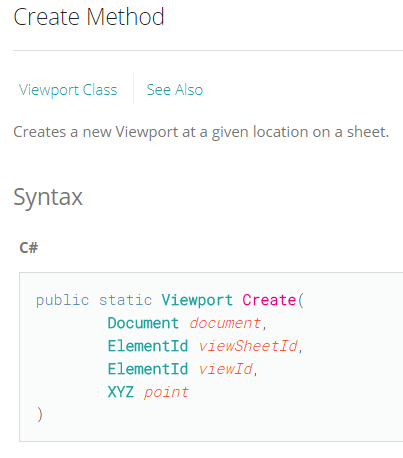 Create Method
Viewport Class See Also
Creates a new Viewport at a given location on a sheet.
Syntax
C#
public static Viewport Create(
Document document,
ElementId viewSheetId,
ElementId viewId,
XYZ point
)